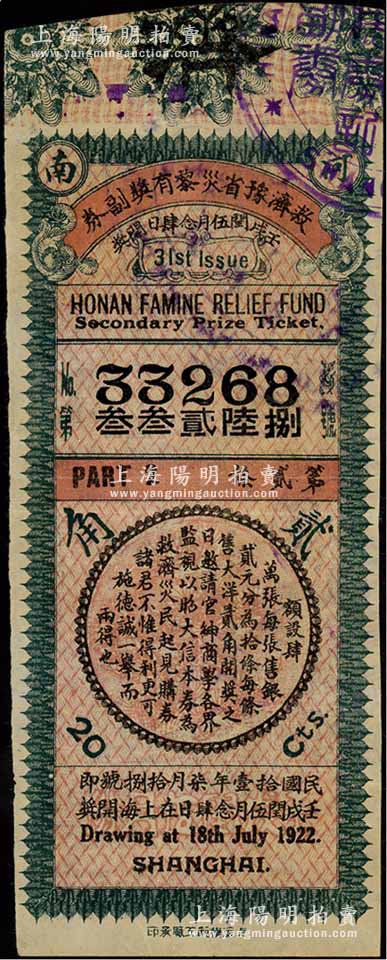 上海陽明拍賣
www.yangmingauction.com
河南
救濟豫省災黎有獎副券
壬戌閏伍月念肆日開獎
31st Issue
HONAN FAMINE RELIEF FUND
Secondary Prize Ticket.
No. 33268
第 叁叁貳陸捌 號
PART
第貳條
上海陽明拍賣
www.yangmingauction.com
貳角
額設肆
萬張每張售銀
貳元分為拾條每條
售大洋貳角開獎之
日邀請官紳商學各界
監視以昭大信本券為
救濟災民起見購券
諸君不惟得利更可
施德誠一舉而
兩得也
20 Cts.
民國拾壹年柒月拾捌號即
壬戌閏伍月念肆日在上海開獎
Drawing at 18th July 1922.
SHANGHAI.
上海陽明拍賣
www.yangmingauction.com